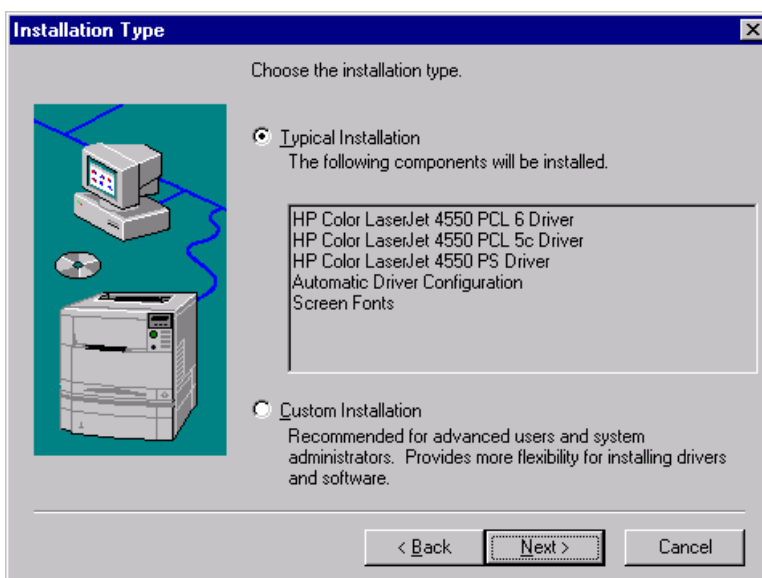 Installation Type
Choose the installation type.
Typical Installation
The following components will be installed.
HP Color LaserJet 4550 PCL 6 Driver
HP Color LaserJet 4550 PCL 5c Driver
HP Color LaserJet 4550 PS Driver
Automatic Driver Configuration
Screen Fonts
Custom Installation
Recommended for advanced users and system
administrators.  Provides more flexibility for installing drivers
and software.
< Back
Next >
Cancel